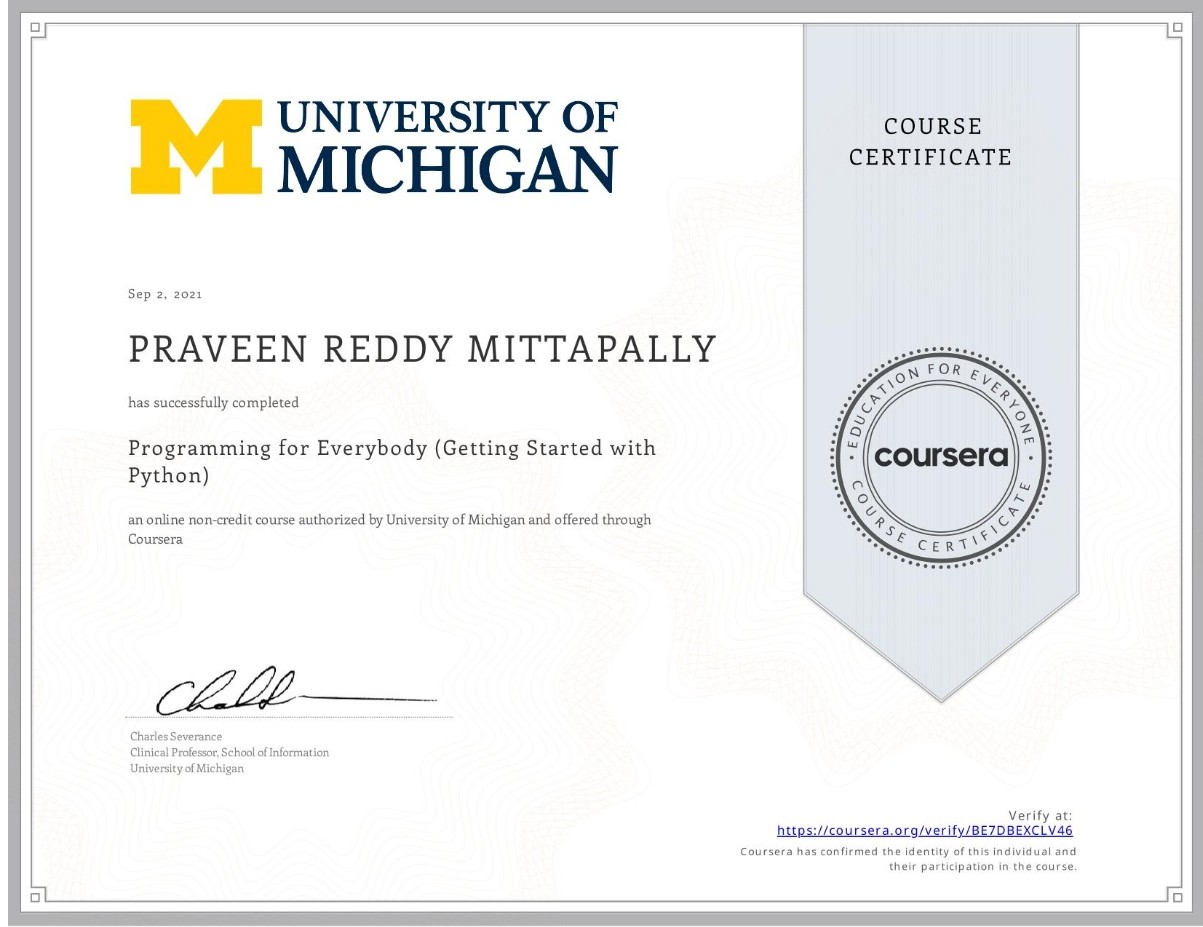 UNIVERSITY OF
MICHIGAN
COURSE
CERTIFICATE
Sep 2, 2021
PRAVEEN REDDY MITTAPALLY
has successfully completed
Programming for Everybody (Getting Started with
Python)
an online non-credit course authorized by University of Michigan and offered through
Coursera
EDUCATION FOR EVERYONE
coursera
COURSE CERTIFICATE
Charles Severance
Clinical Professor, School of Information
University of Michigan
Verify at:
https://coursera.org/verify/BE7DBEXCLV46
Coursera has confirmed the identity of this individual and
their participation in the course.